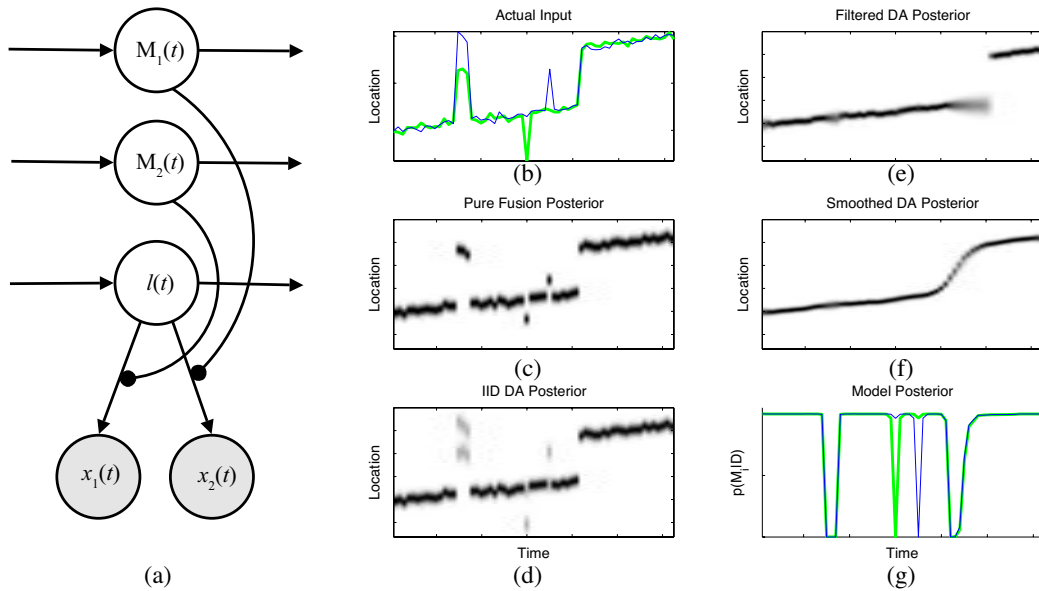 M₁(t)
M₂(t)
l(t)
x₁(t)
x₂(t)
(a)
Actual Input
Location
(b)
Pure Fusion Posterior
Location
(c)
IID DA Posterior
Location
Time
(d)
Filtered DA Posterior
Location
(e)
Smoothed DA Posterior
Location
(f)
Model Posterior
p(Mᵢ|D)
Time
(g)